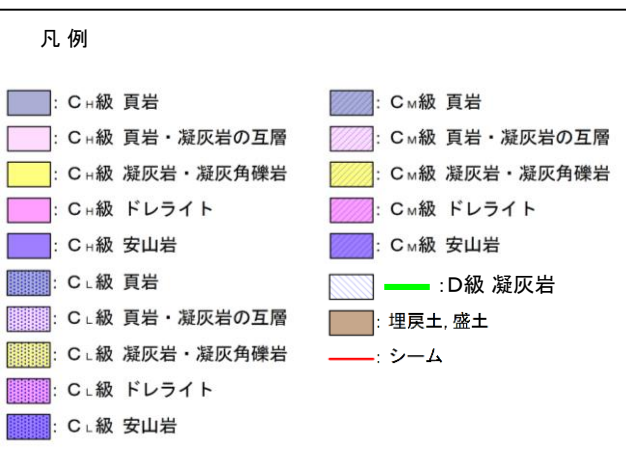 凡 例
: CH級 頁岩
: CH級 頁岩・凝灰岩の互層
: CH級 凝灰岩・凝灰角礫岩
: CH級 ドレライト
: CH級 安山岩
: CL級 頁岩
: CL級 頁岩・凝灰岩の互層
: CL級 凝灰岩・凝灰角礫岩
: CL級 ドレライト
: CL級 安山岩
: CM級 頁岩
: CM級 頁岩・凝灰岩の互層
: CM級 凝灰岩・凝灰角礫岩
: CM級 ドレライト
: CM級 安山岩
:D級 凝灰岩
: 埋戻土, 盛土
: シーム